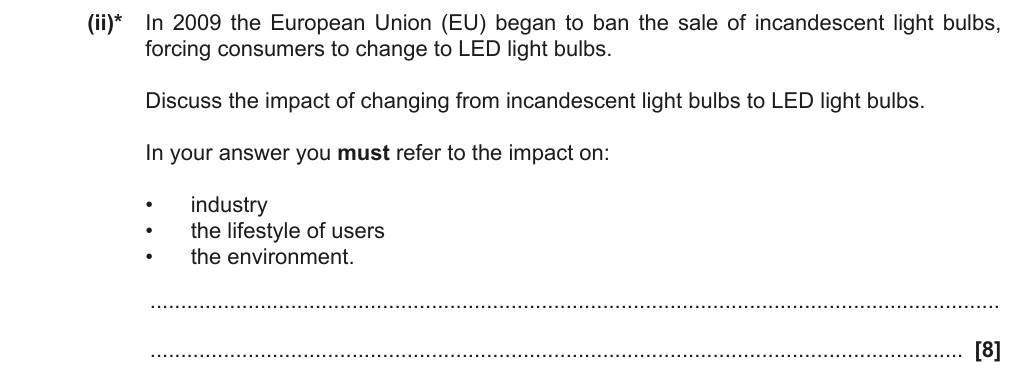 (ii)* In 2009 the European Union (EU) began to ban the sale of incandescent light bulbs,
forcing consumers to change to LED light bulbs.
Discuss the impact of changing from incandescent light bulbs to LED light bulbs.
In your answer you must refer to the impact on:
• industry
• the lifestyle of users
• the environment.
..........................................................................................................................................
.................................................................................................................................... [8]